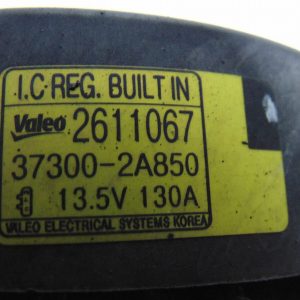 I.C REG. BUILT IN
Valeo 2611067
37300-2A850
13.5V 130A
VALEO ELECTRICAL SYSTEMS KOREA